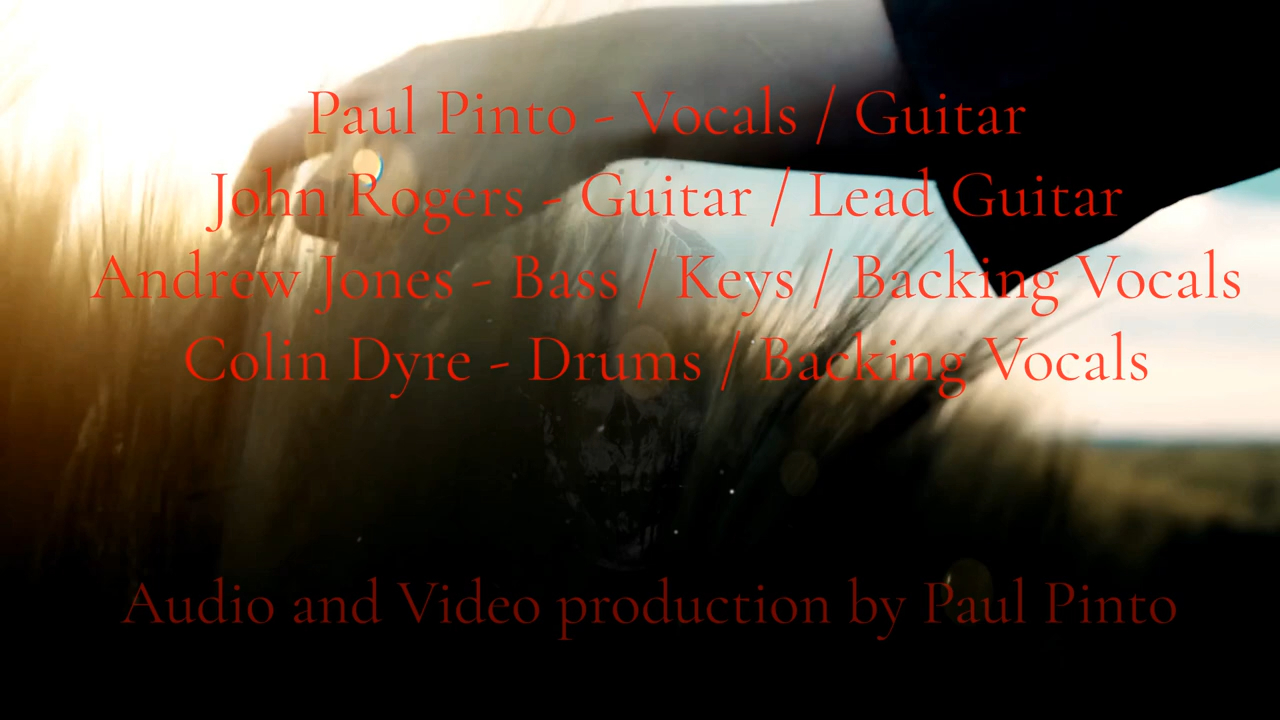 Paul Pinto - Vocals / Guitar
John Rogers - Guitar / Lead Guitar
Andrew Jones - Bass / Keys / Backing Vocals
Colin Dyre - Drums / Backing Vocals
Audio and Video production by Paul Pinto